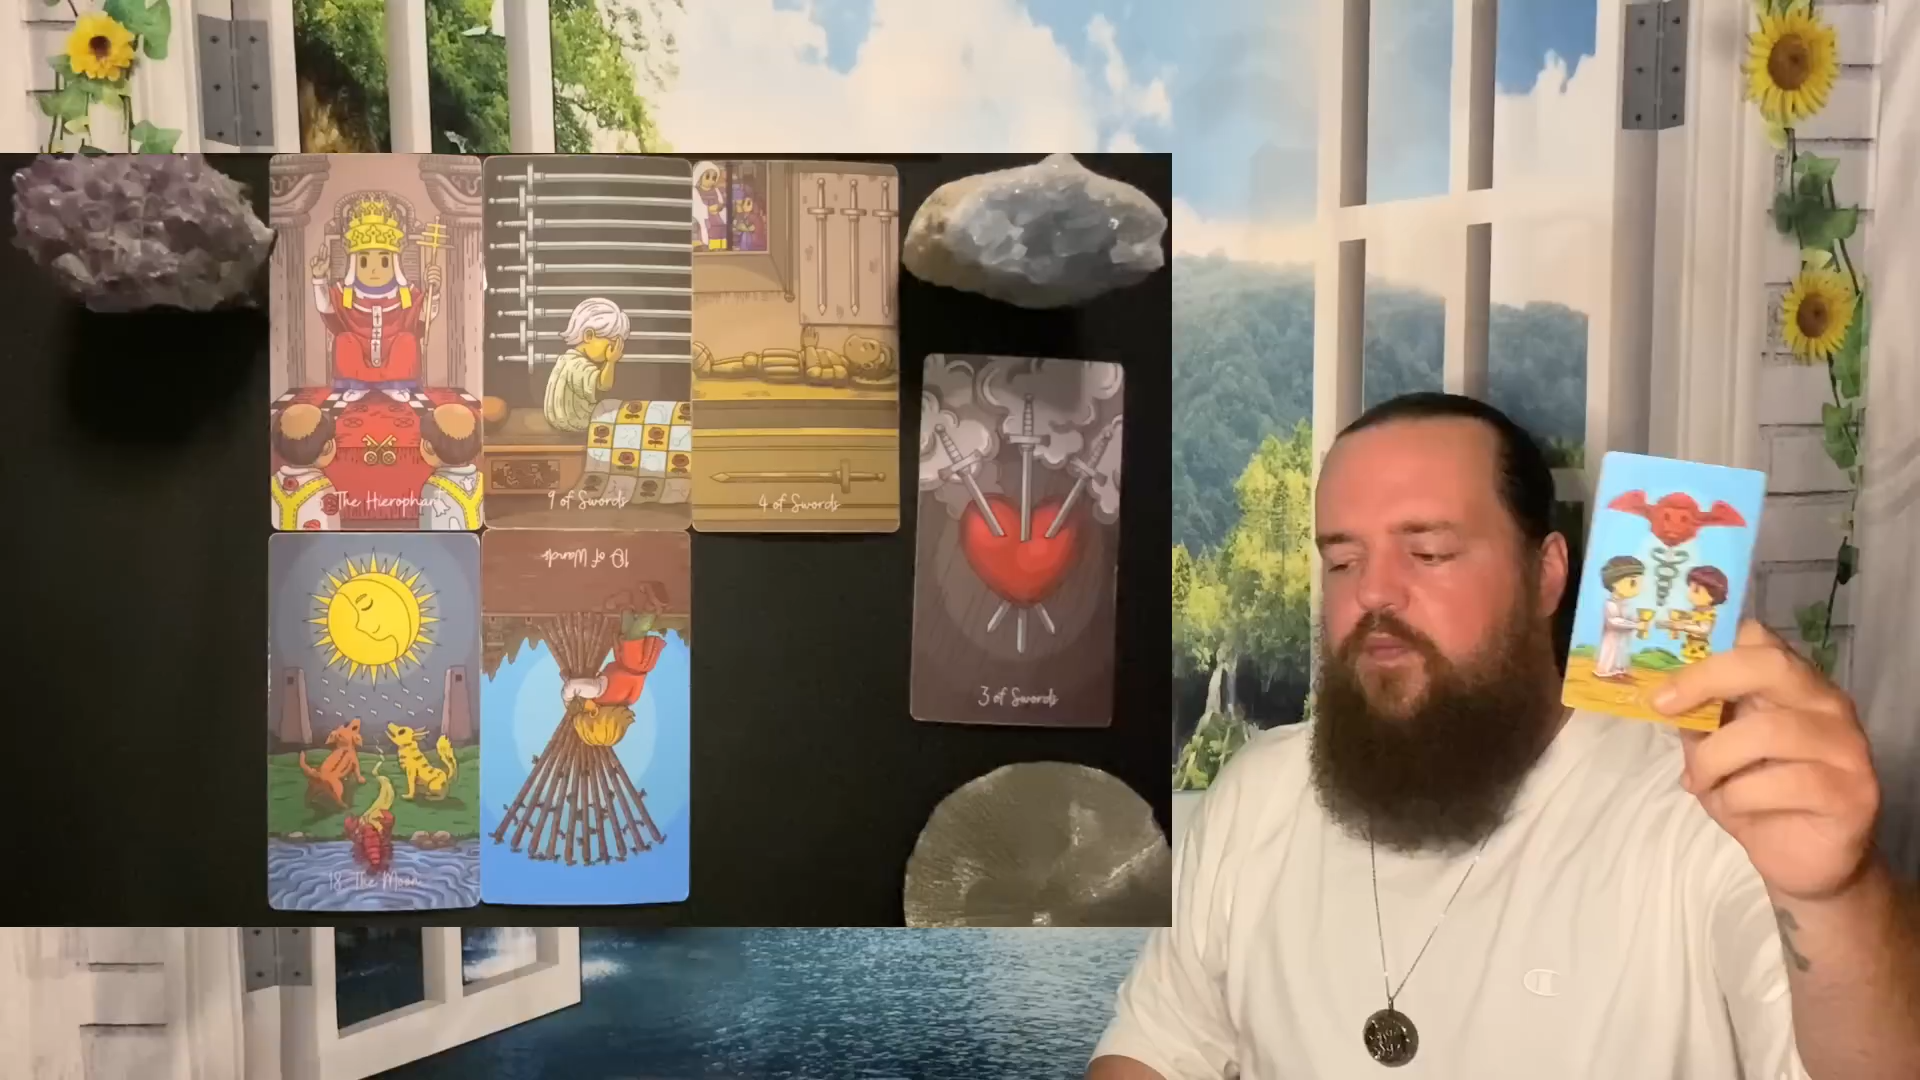 The Hierophant
9 of Swords
4 of Swords
18. The Moon
10 of Wands
3 of Swords